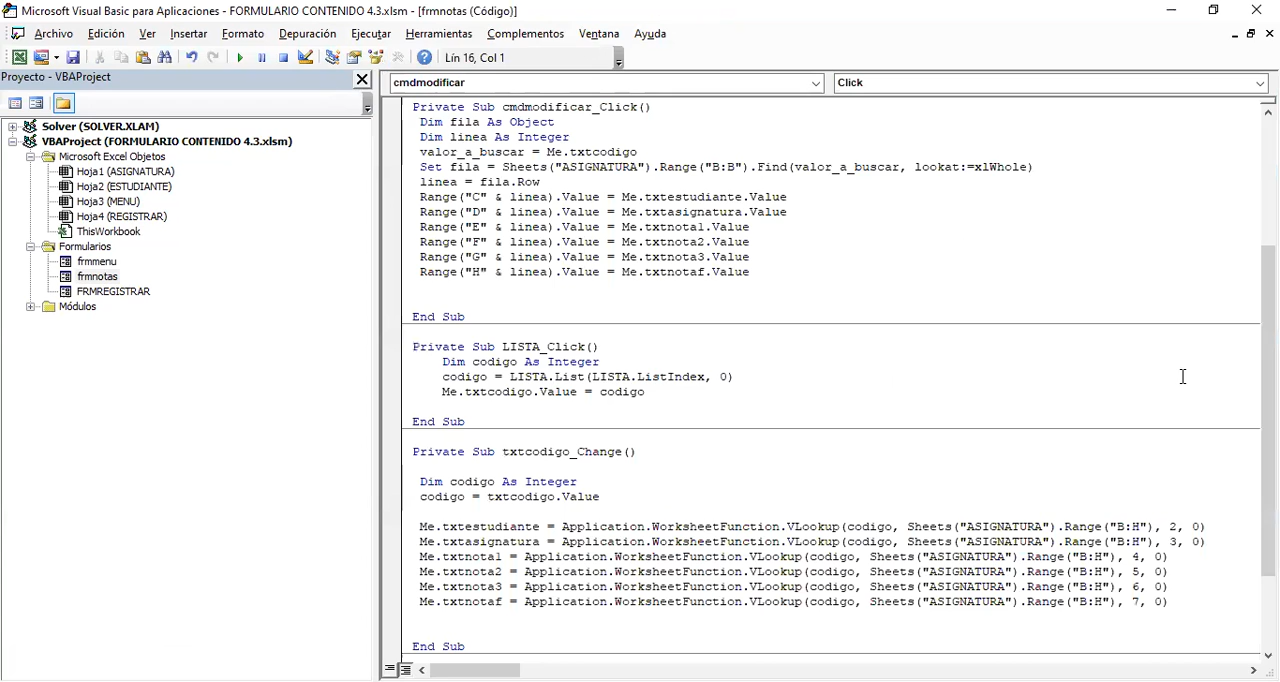 Microsoft Visual Basic para Aplicaciones - FORMULARIO CONTENIDO 4.3.xlsm - [frmnotas (Código)]
Archivo Edición Ver Insertar Formato Depuración Ejecutar Herramientas Complementos Ventana Ayuda
Lín 16, Col 1
Proyecto - VBAProject
Solver (SOLVER.XLAM)
VBAProject (FORMULARIO CONTENIDO 4.3.xlsm)
Microsoft Excel Objetos
Hoja1 (ASIGNATURA)
Hoja2 (ESTUDIANTE)
Hoja3 (MENU)
Hoja4 (REGISTRAR)
ThisWorkbook
Formularios
frmmenu
frmnotas
FRMREGISTRAR
Módulos
cmdmodificar
Click
Private Sub cmdmodificar_Click()
Dim fila As Object
Dim linea As Integer
valor_a_buscar = Me.txtcodigo
Set fila = Sheets("ASIGNATURA").Range("B:B").Find(valor_a_buscar, lookat:=xlWhole)
linea = fila.Row
Range("C" & linea).Value = Me.txtestudiante.Value
Range("D" & linea).Value = Me.txtasignatura.Value
Range("E" & linea).Value = Me.txtnota1.Value
Range("F" & linea).Value = Me.txtnota2.Value
Range("G" & linea).Value = Me.txtnota3.Value
Range("H" & linea).Value = Me.txtnotaf.Value
End Sub
Private Sub LISTA_Click()
Dim codigo As Integer
codigo = LISTA.List(LISTA.ListIndex, 0)
Me.txtcodigo.Value = codigo
End Sub
Private Sub txtcodigo_Change()
Dim codigo As Integer
codigo = txtcodigo.Value
Me.txtestudiante = Application.WorksheetFunction.VLookup(codigo, Sheets("ASIGNATURA").Range("B:H"), 2, 0)
Me.txtasignatura = Application.WorksheetFunction.VLookup(codigo, Sheets("ASIGNATURA").Range("B:H"), 3, 0)
Me.txtnota1 = Application.WorksheetFunction.VLookup(codigo, Sheets("ASIGNATURA").Range("B:H"), 4, 0)
Me.txtnota2 = Application.WorksheetFunction.VLookup(codigo, Sheets("ASIGNATURA").Range("B:H"), 5, 0)
Me.txtnota3 = Application.WorksheetFunction.VLookup(codigo, Sheets("ASIGNATURA").Range("B:H"), 6, 0)
Me.txtnotaf = Application.WorksheetFunction.VLookup(codigo, Sheets("ASIGNATURA").Range("B:H"), 7, 0)
End Sub